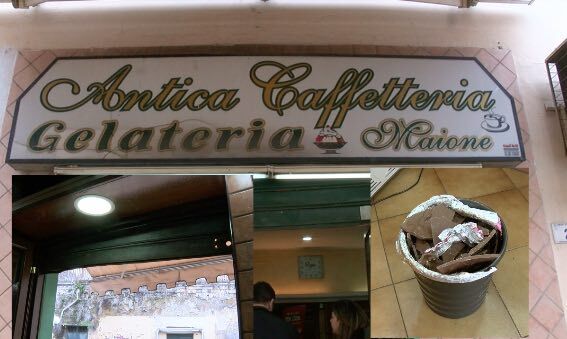 Antica Caffetteria
Gelateria Maione